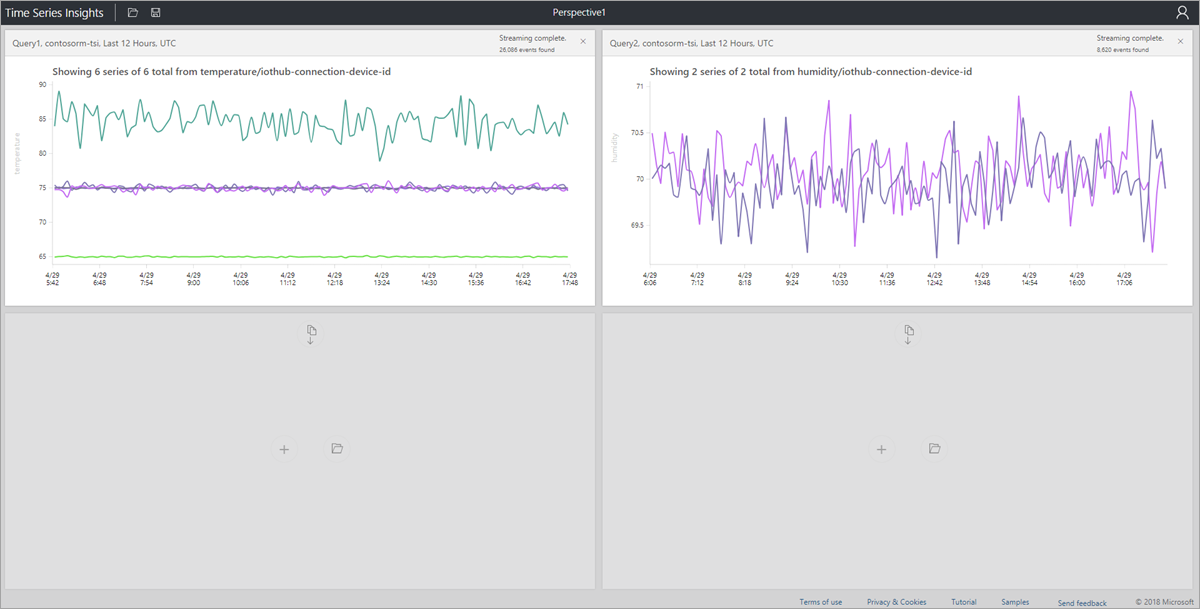 Time Series Insights
Perspective1
Query1, contosorm-tsi, Last 12 Hours, UTC
Streaming complete.
26,086 events found
Showing 6 series of 6 total from temperature/iothub-connection-device-id
temperature
90
85
80
75
70
65
4/29 4/29 4/29 4/29 4/29 4/29 4/29 4/29 4/29 4/29 4/29 4/29
5:42 6:48 7:54 9:00 10:06 11:12 12:18 13:24 14:30 15:36 16:42 17:48
Query2, contosorm-tsi, Last 12 Hours, UTC
Streaming complete.
8,620 events found
Showing 2 series of 2 total from humidity/iothub-connection-device-id
humidity
71
70.5
70
69.5
4/29 4/29 4/29 4/29 4/29 4/29 4/29 4/29 4/29 4/29 4/29
6:06 7:12 8:18 9:24 10:30 11:36 12:42 13:48 14:54 16:00 17:06
Terms of use Privacy & Cookies Tutorial Samples Send feedback © 2018 Microsoft